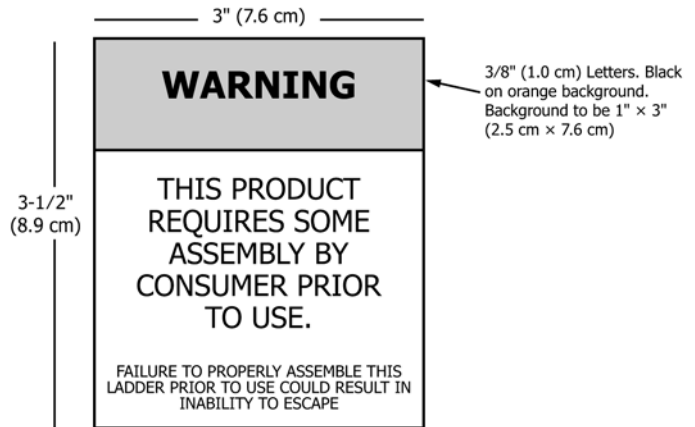 3" (7.6 cm)
WARNING
3/8" (1.0 cm) Letters. Black
on orange background.
Background to be 1" × 3"
(2.5 cm × 7.6 cm)
3-1/2"
(8.9 cm)
THIS PRODUCT
REQUIRES SOME
ASSEMBLY BY
CONSUMER PRIOR
TO USE.
FAILURE TO PROPERLY ASSEMBLE THIS
LADDER PRIOR TO USE COULD RESULT IN
INABILITY TO ESCAPE